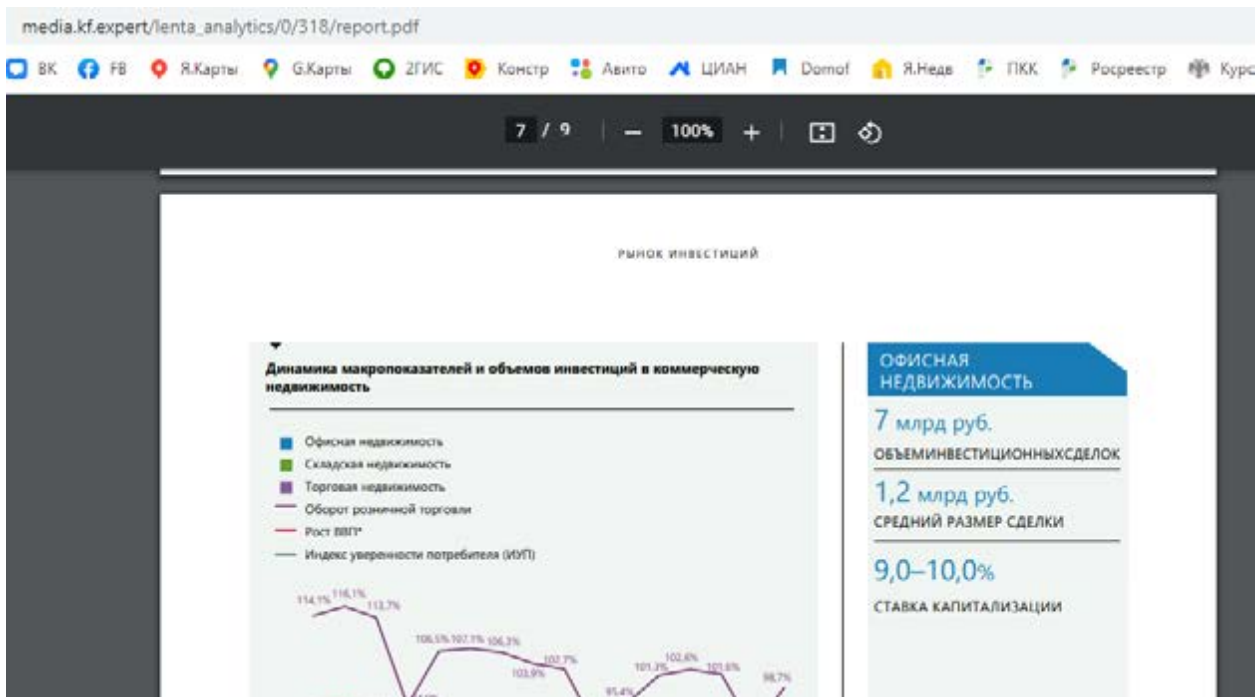 media.kf.expert/lenta_analytics/0/318/report.pdf
ВК FB Я.Карты G.Карты 2ГИС Констр Авито ЦИАН Domof Я.Недв ПКК Росреестр Курс
7 / 9 — 100% +
РЫНОК ИНВЕСТИЦИЙ
Динамика макропоказателей и объемов инвестиций в коммерческую
недвижимость
Офисная недвижимость
Складская недвижимость
Торговая недвижимость
Оборот розничной торговли
Рост ВВП*
Индекс уверенности потребителя (ИУП)
114,1% 116,1% 113,7%
106,5% 107,1% 106,3%
103,9% 102,7%
95,4% 101,3% 102,6% 101,6%
98,7%
ОФИСНАЯ
НЕДВИЖИМОСТЬ
7 млрд руб.
ОБЪЕМИНВЕСТИЦИОННЫХСДЕЛОК
1,2 млрд руб.
СРЕДНИЙ РАЗМЕР СДЕЛКИ
9,0–10,0%
СТАВКА КАПИТАЛИЗАЦИИ